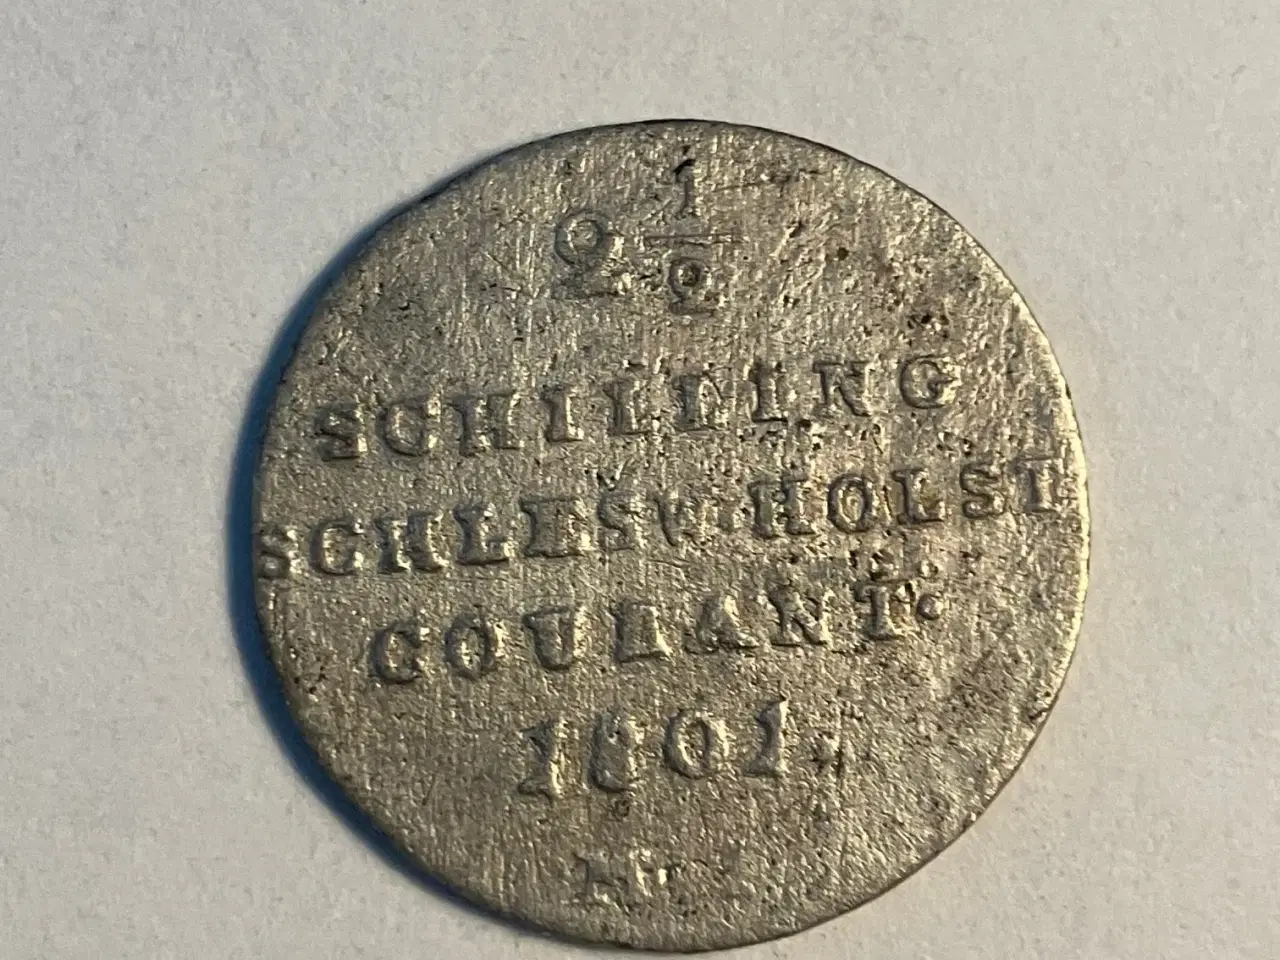 2 1/2
SCHILLING
SCHLESW. HOLST.
COURANT.
1801.
M.F.